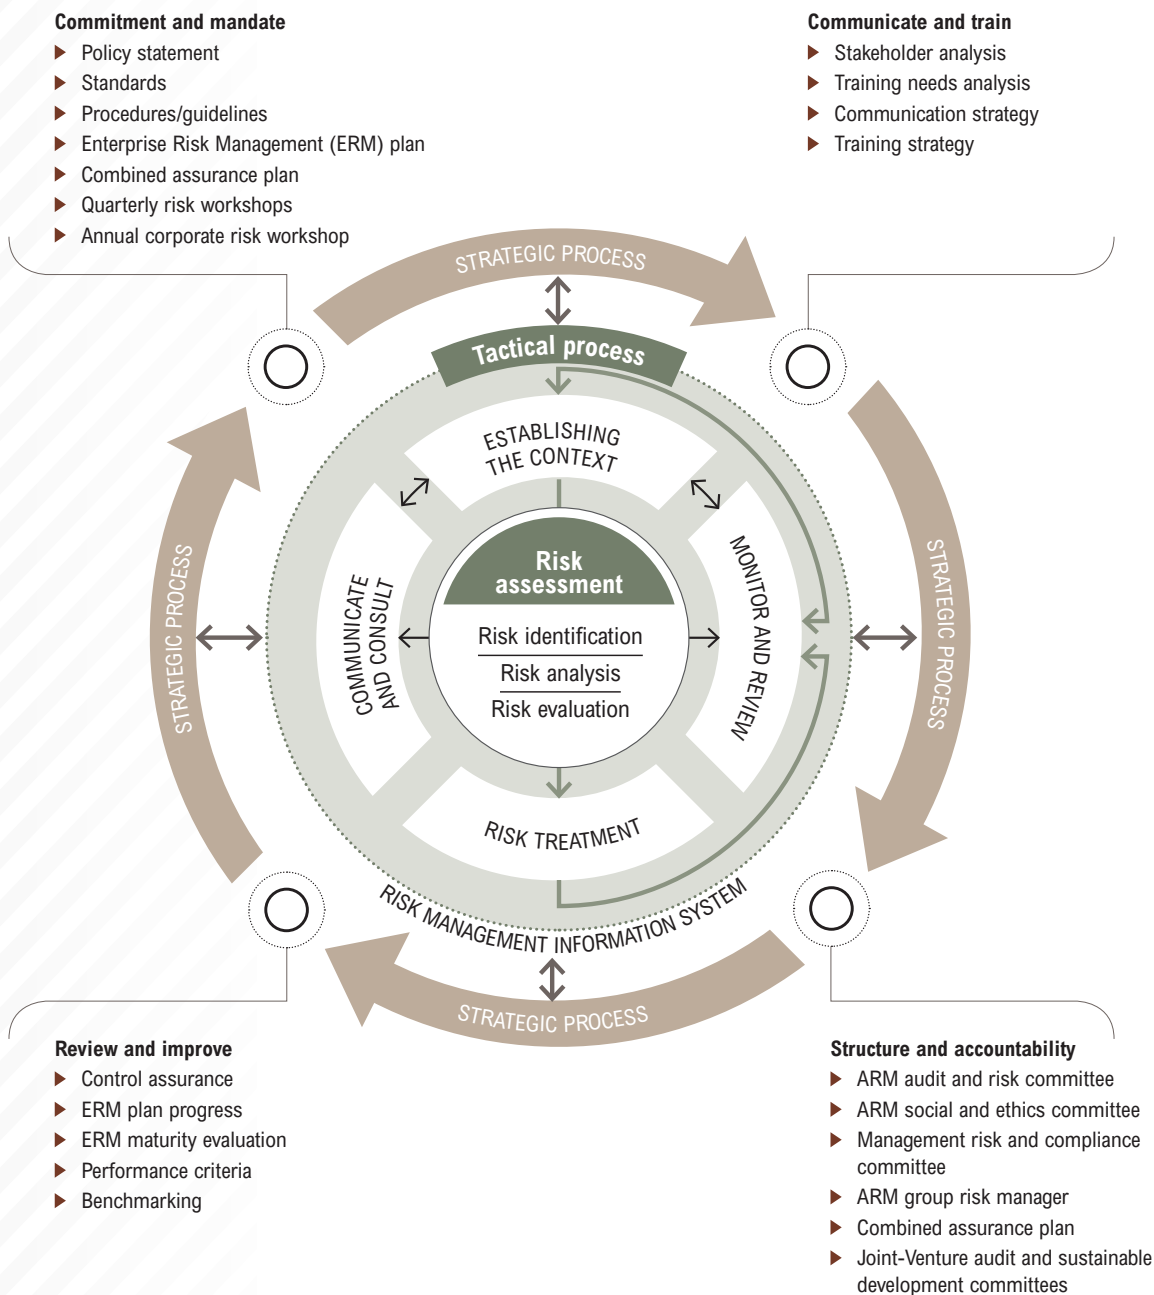 Commitment and mandate
Policy statement
Standards
Procedures/guidelines
Enterprise Risk Management (ERM) plan
Combined assurance plan
Quarterly risk workshops
Annual corporate risk workshop
Communicate and train
Stakeholder analysis
Training needs analysis
Communication strategy
Training strategy
STRATEGIC PROCESS
Tactical process
ESTABLISHING
THE CONTEXT
STRATEGIC PROCESS
COMMUNICATE
AND CONSULT
Risk
assessment
Risk identification
Risk analysis
Risk evaluation
MONITOR AND REVIEW
STRATEGIC PROCESS
RISK TREATMENT
RISK MANAGEMENT INFORMATION SYSTEM
STRATEGIC PROCESS
Review and improve
Control assurance
ERM plan progress
ERM maturity evaluation
Performance criteria
Benchmarking
Structure and accountability
ARM audit and risk committee
ARM social and ethics committee
Management risk and compliance
committee
ARM group risk manager
Combined assurance plan
Joint-Venture audit and sustainable
development committees